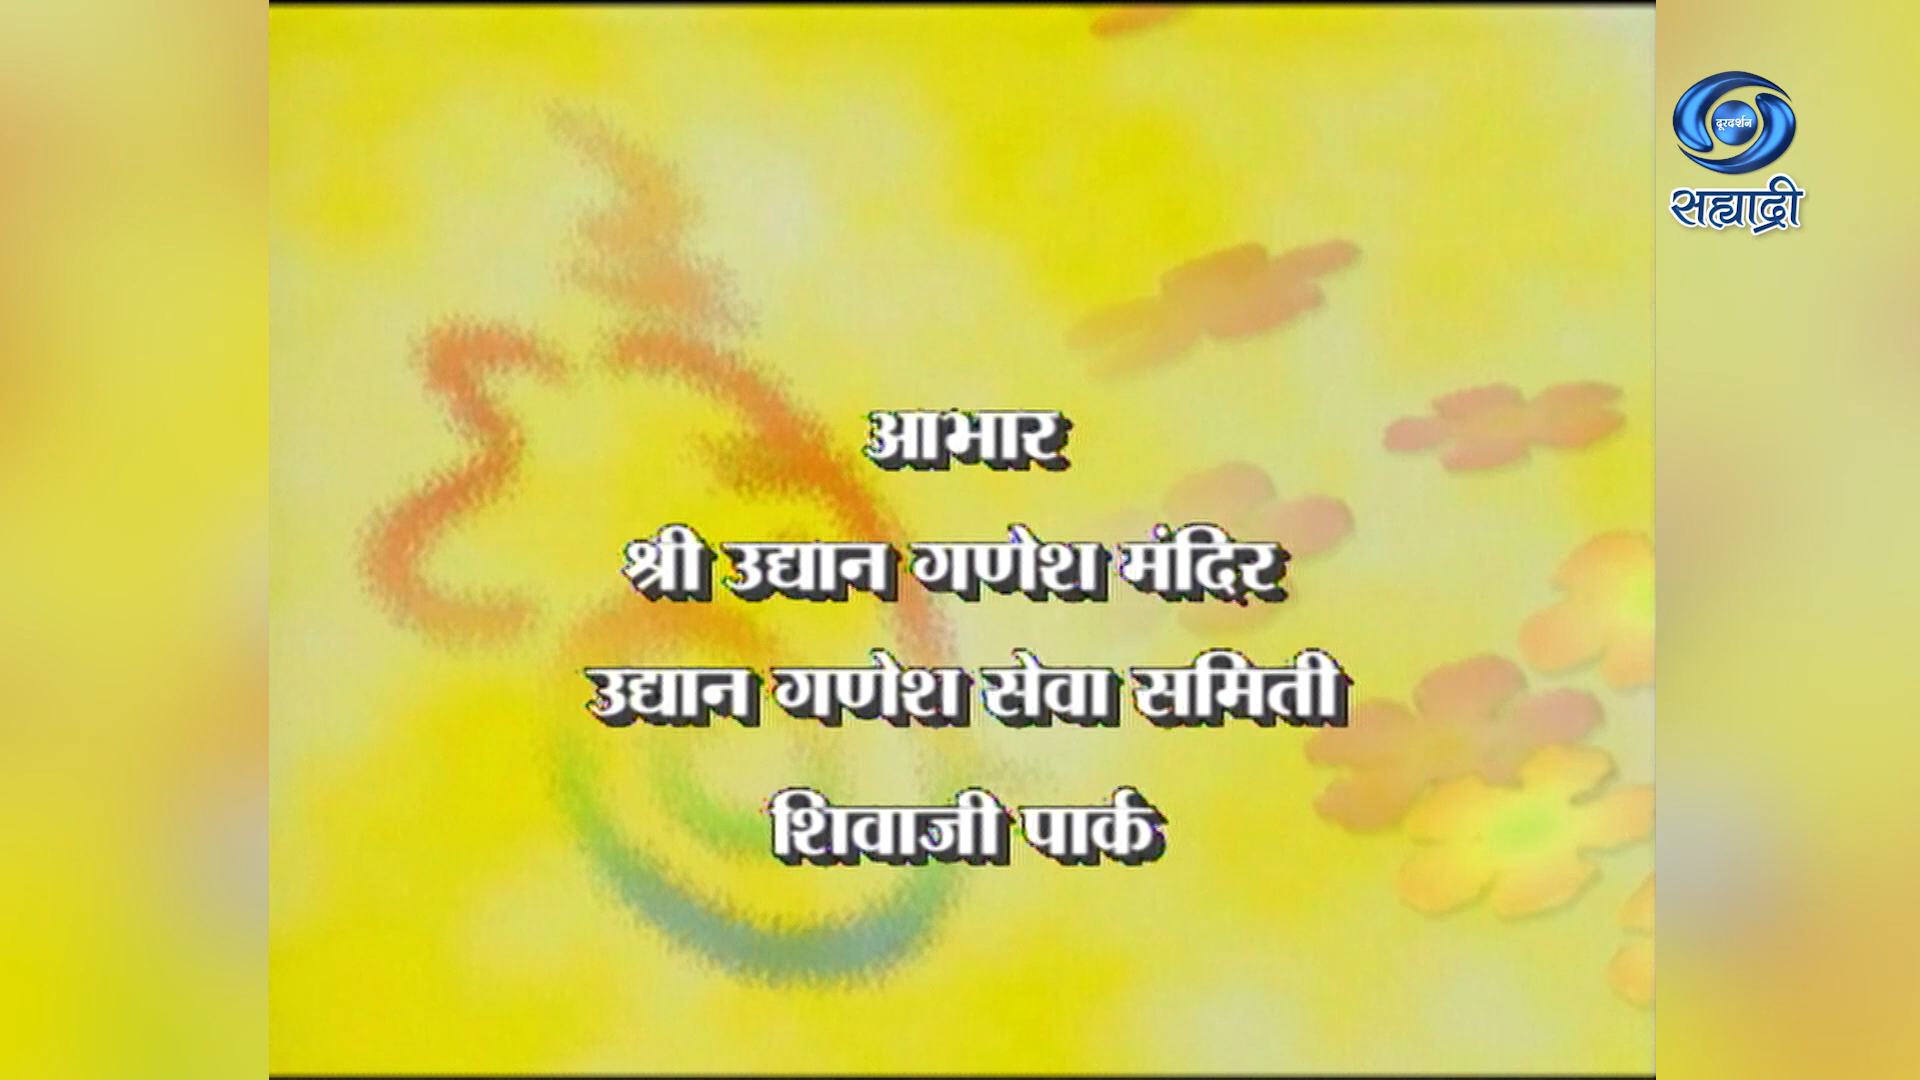 दूरदर्शन
सह्याद्री
आभार
श्री उद्यान गणेश मंदिर
उद्यान गणेश सेवा समिती
शिवाजी पार्क